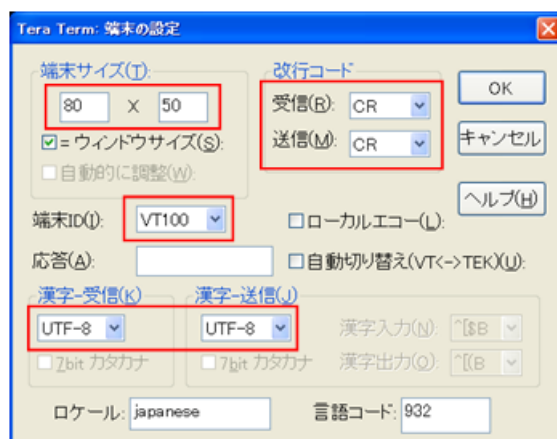 Tera Term: 端末の設定
端末サイズ(T):
80 X 50
=ウィンドウサイズ(S):
自動的に調整(W):
改行コード
受信(R): CR
送信(M): CR
OK
キャンセル
ヘルプ(H)
端末ID(I): VT100
ローカルエコー(L):
応答(A):
自動切り替え(VT<->TEK)(U):
漢字-受信(K)
UTF-8
7bit カタカナ
漢字-送信(J)
UTF-8
7bit カタカナ
漢字入力(N): ^[$B
漢字出力(O): ^[(B
ロケール: japanese
言語コード: 932